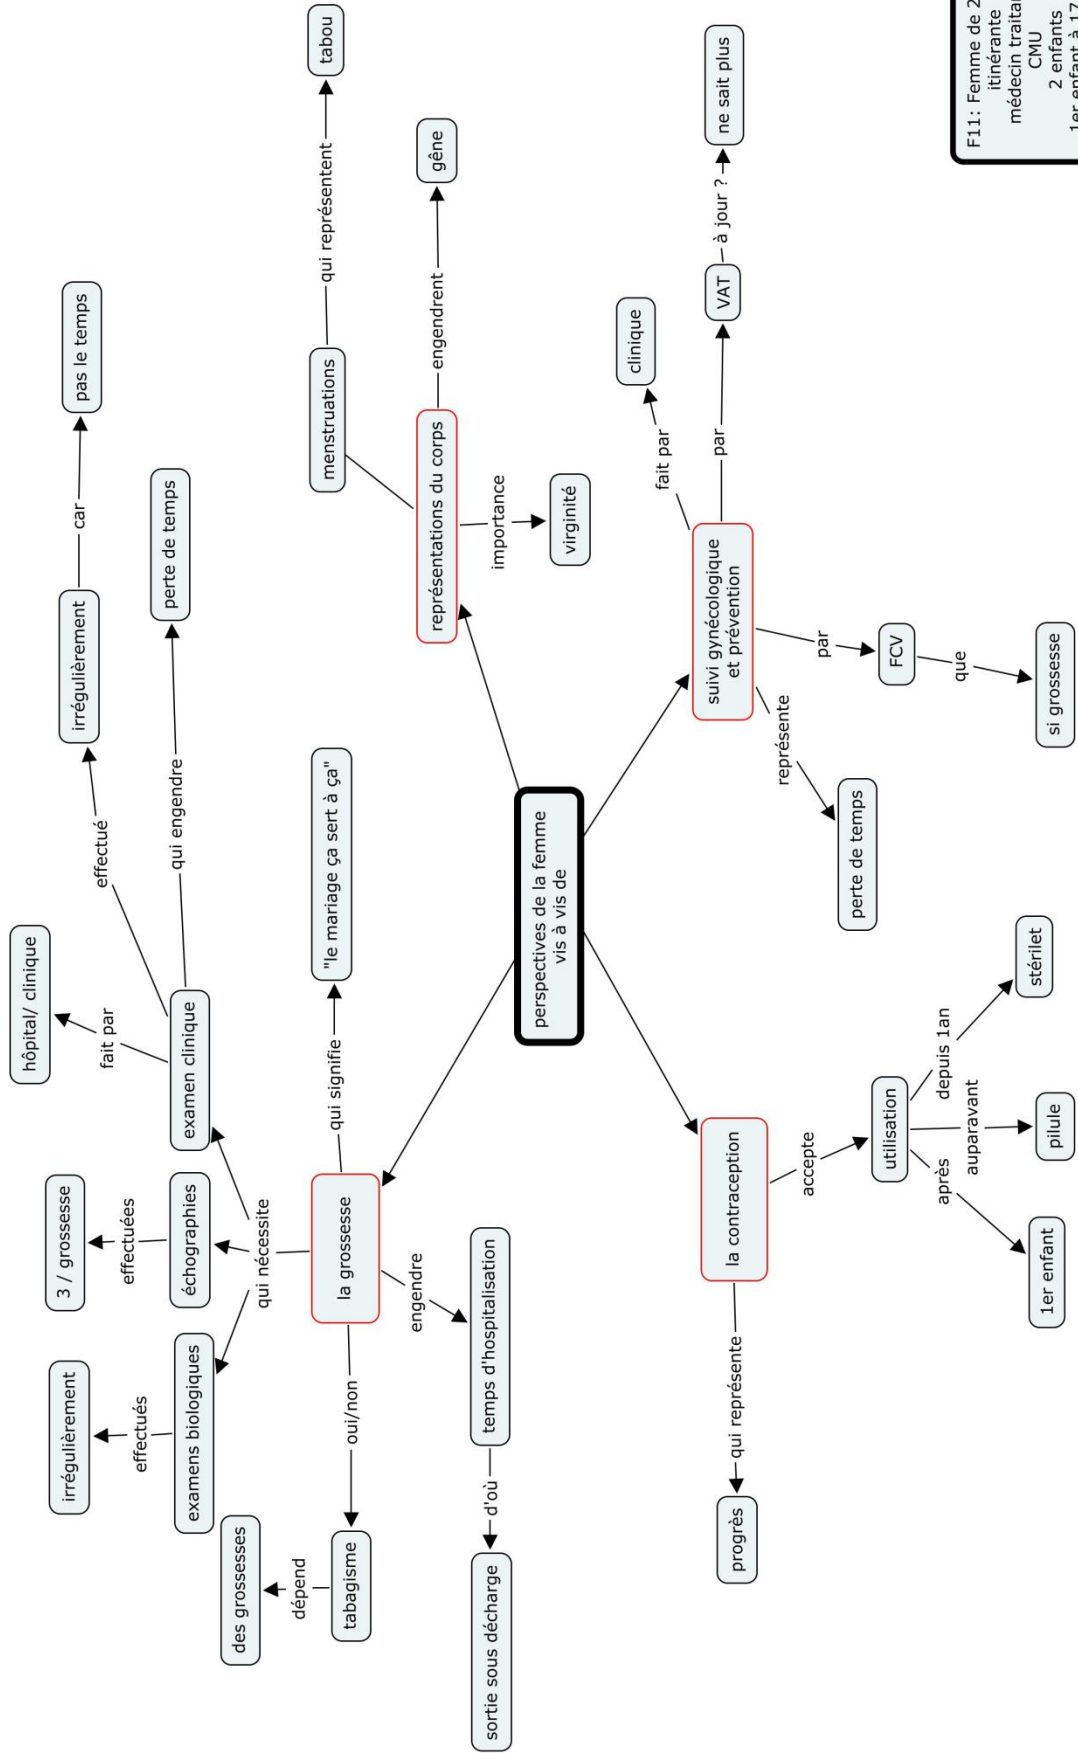 tabou
qui représentent
menstruations
gêne
engendrent
représentations du corps
importance
virginité
pas le temps
car
irrégulièrement
effectué
perte de temps
qui engendre
hôpital/ clinique
fait par
examen clinique
3 / grossesse
effectuées
échographies
irrégulièrement
effectués
examens biologiques
qui nécessite
"le mariage ça sert à ça"
qui signifie
la grossesse
oui/non
tabagisme
dépend
des grossesses
engendre
temps d'hospitalisation
d'où
sortie sous décharge
perspectives de la femme
vis à vis de
ne sait plus
à jour ?
VAT
par
clinique
fait par
suivi gynécologique
et prévention
par
FCV
que
si grossesse
représente
perte de temps
la contraception
qui représente
progrès
accepte
utilisation
depuis 1an
stérilet
auparavant
pilule
après
1er enfant
F11: Femme de 2
itinérante
médecin traitan
CMU
2 enfants
1er enfant à 17